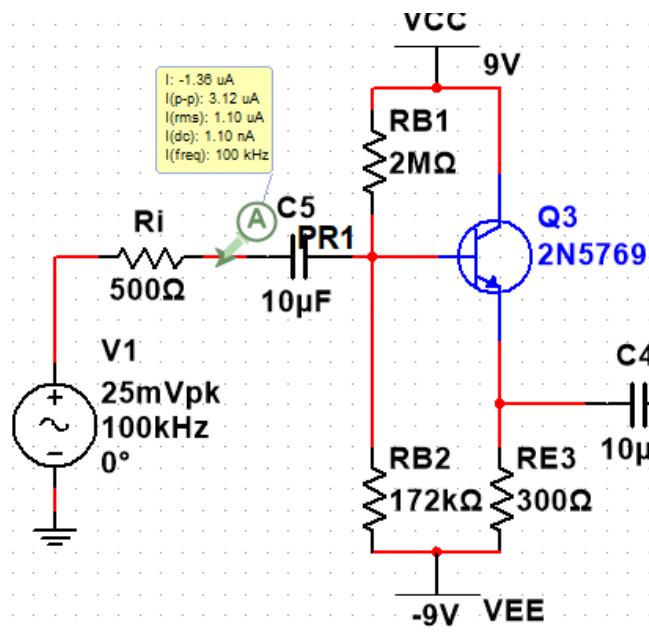 VCC
9V
I: -1.36 uA
I(p-p): 3.12 uA
I(rms): 1.10 uA
I(dc): 1.10 nA
I(freq): 100 kHz
RB1
2MΩ
A
C5
PR1
10µF
Ri
500Ω
Q3
2N5769
V1
25mVpk
100kHz
0°
C4
10µ
RB2
172kΩ
RE3
300Ω
-9V
VEE